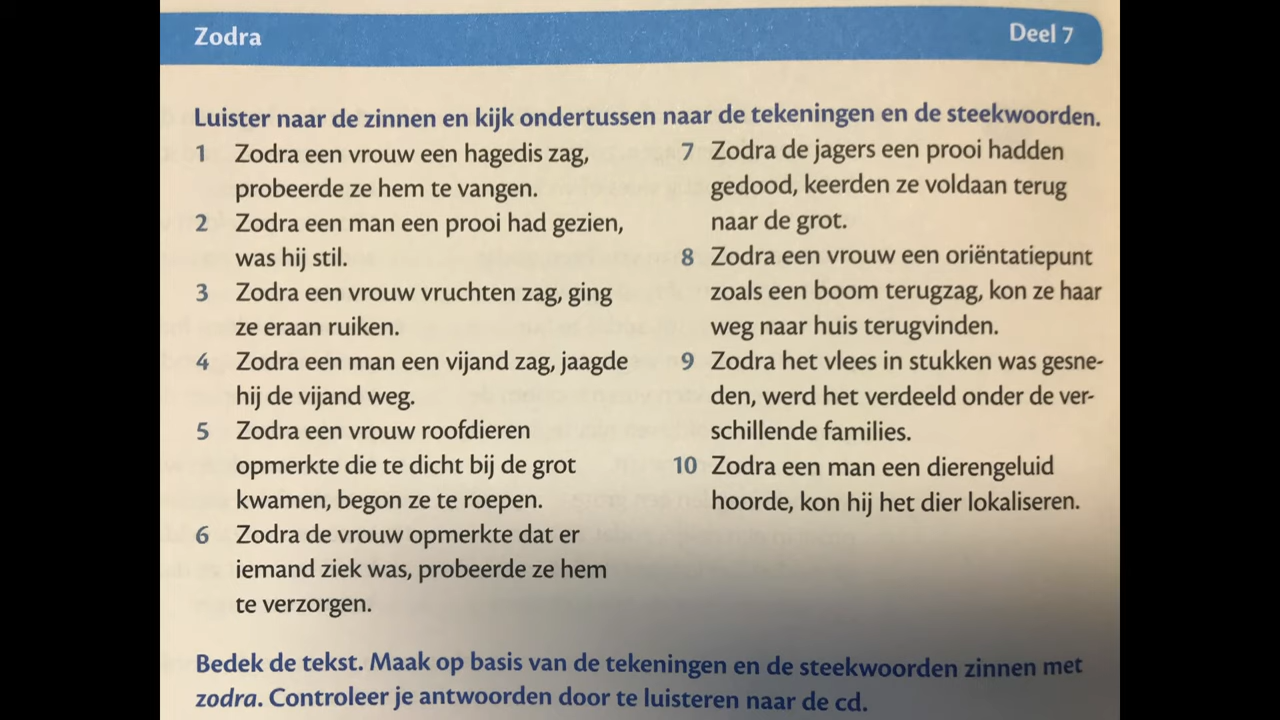 Zodra
Deel 7
Luister naar de zinnen en kijk ondertussen naar de tekeningen en de steekwoorden.
1 Zodra een vrouw een hagedis zag,
probeerde ze hem te vangen.
2 Zodra een man een prooi had gezien,
was hij stil.
3 Zodra een vrouw vruchten zag, ging
ze eraan ruiken.
4 Zodra een man een vijand zag, jaagde
hij de vijand weg.
5 Zodra een vrouw roofdieren
opmerkte die te dicht bij de grot
kwamen, begon ze te roepen.
6 Zodra de vrouw opmerkte dat er
iemand ziek was, probeerde ze hem
te verzorgen.
7 Zodra de jagers een prooi hadden
gedood, keerden ze voldaan terug
naar de grot.
8 Zodra een vrouw een oriëntatiepunt
zoals een boom terugzag, kon ze haar
weg naar huis terugvinden.
9 Zodra het vlees in stukken was gesne-
den, werd het verdeeld onder de ver-
schillende families.
10 Zodra een man een dierengeluid
hoorde, kon hij het dier lokaliseren.
Bedek de tekst. Maak op basis van de tekeningen en de steekwoorden zinnen met
zodra. Controleer je antwoorden door te luisteren naar de cd.